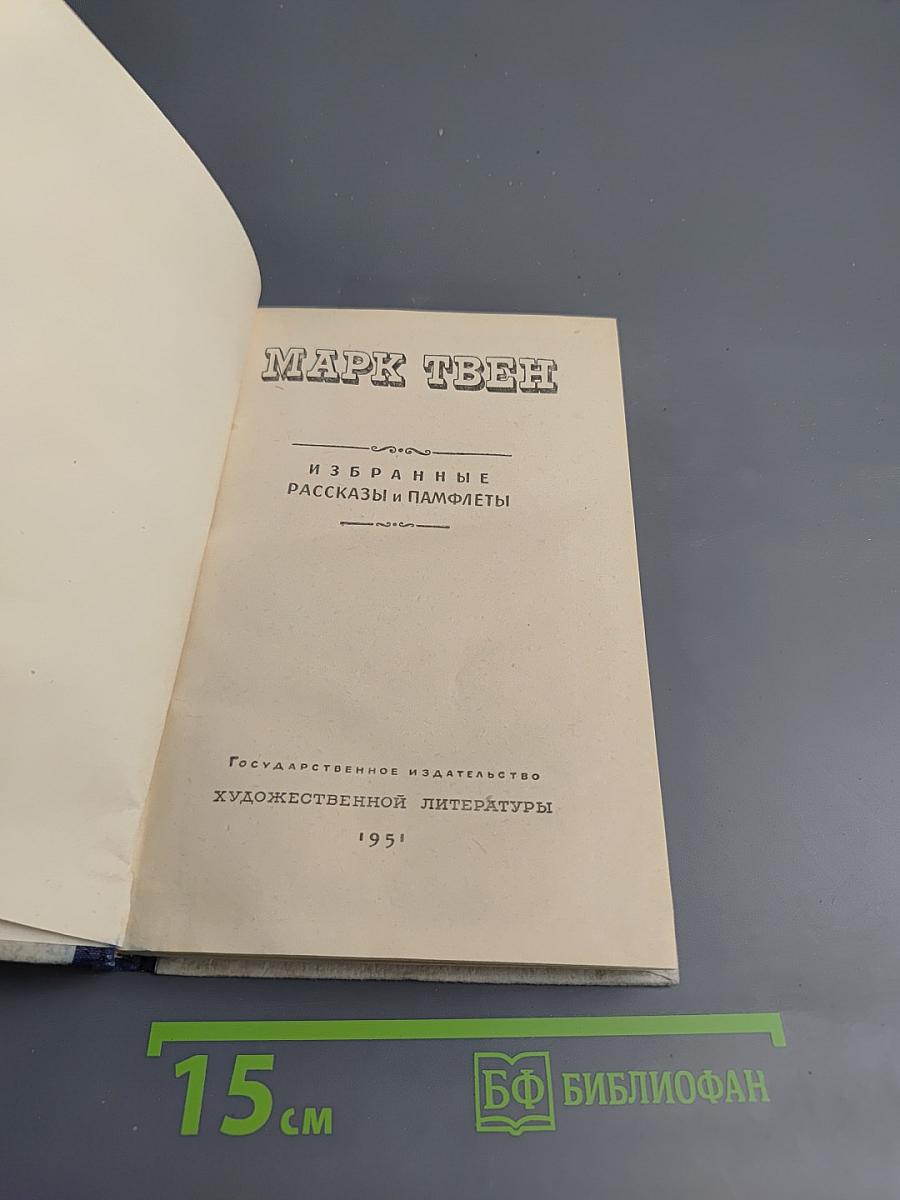 МАРК ТВЕН
ИЗБРАННЫЕ
РАССКАЗЫ и ПАМФЛЕТЫ
Государственное издательство
ХУДОЖЕСТВЕННОЙ ЛИТЕРАТУРЫ
1951
15 см
БФ БИБЛИОФАН